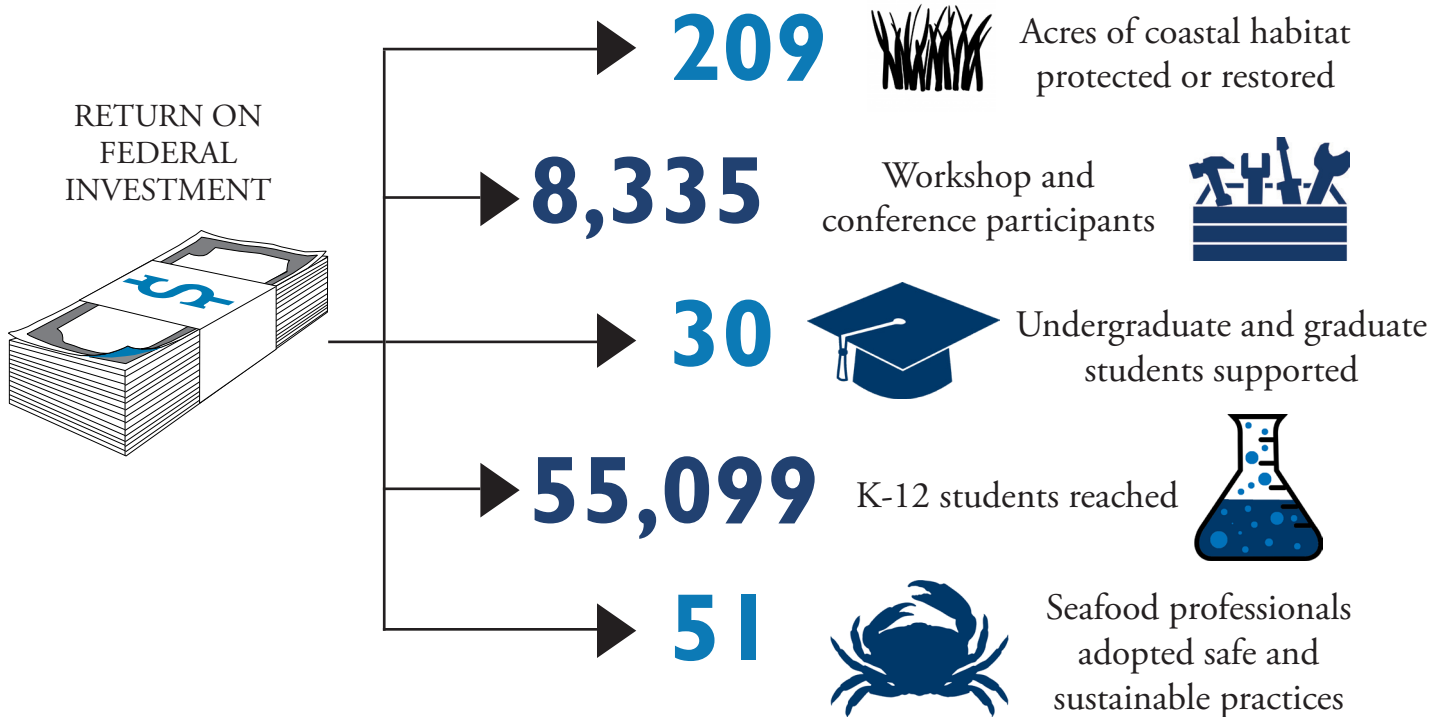 RETURN ON
FEDERAL
INVESTMENT
$
209
Acres of coastal habitat
protected or restored
8,335
Workshop and
conference participants
30
Undergraduate and graduate
students supported
55,099
K-12 students reached
51
Seafood professionals
adopted safe and
sustainable practices